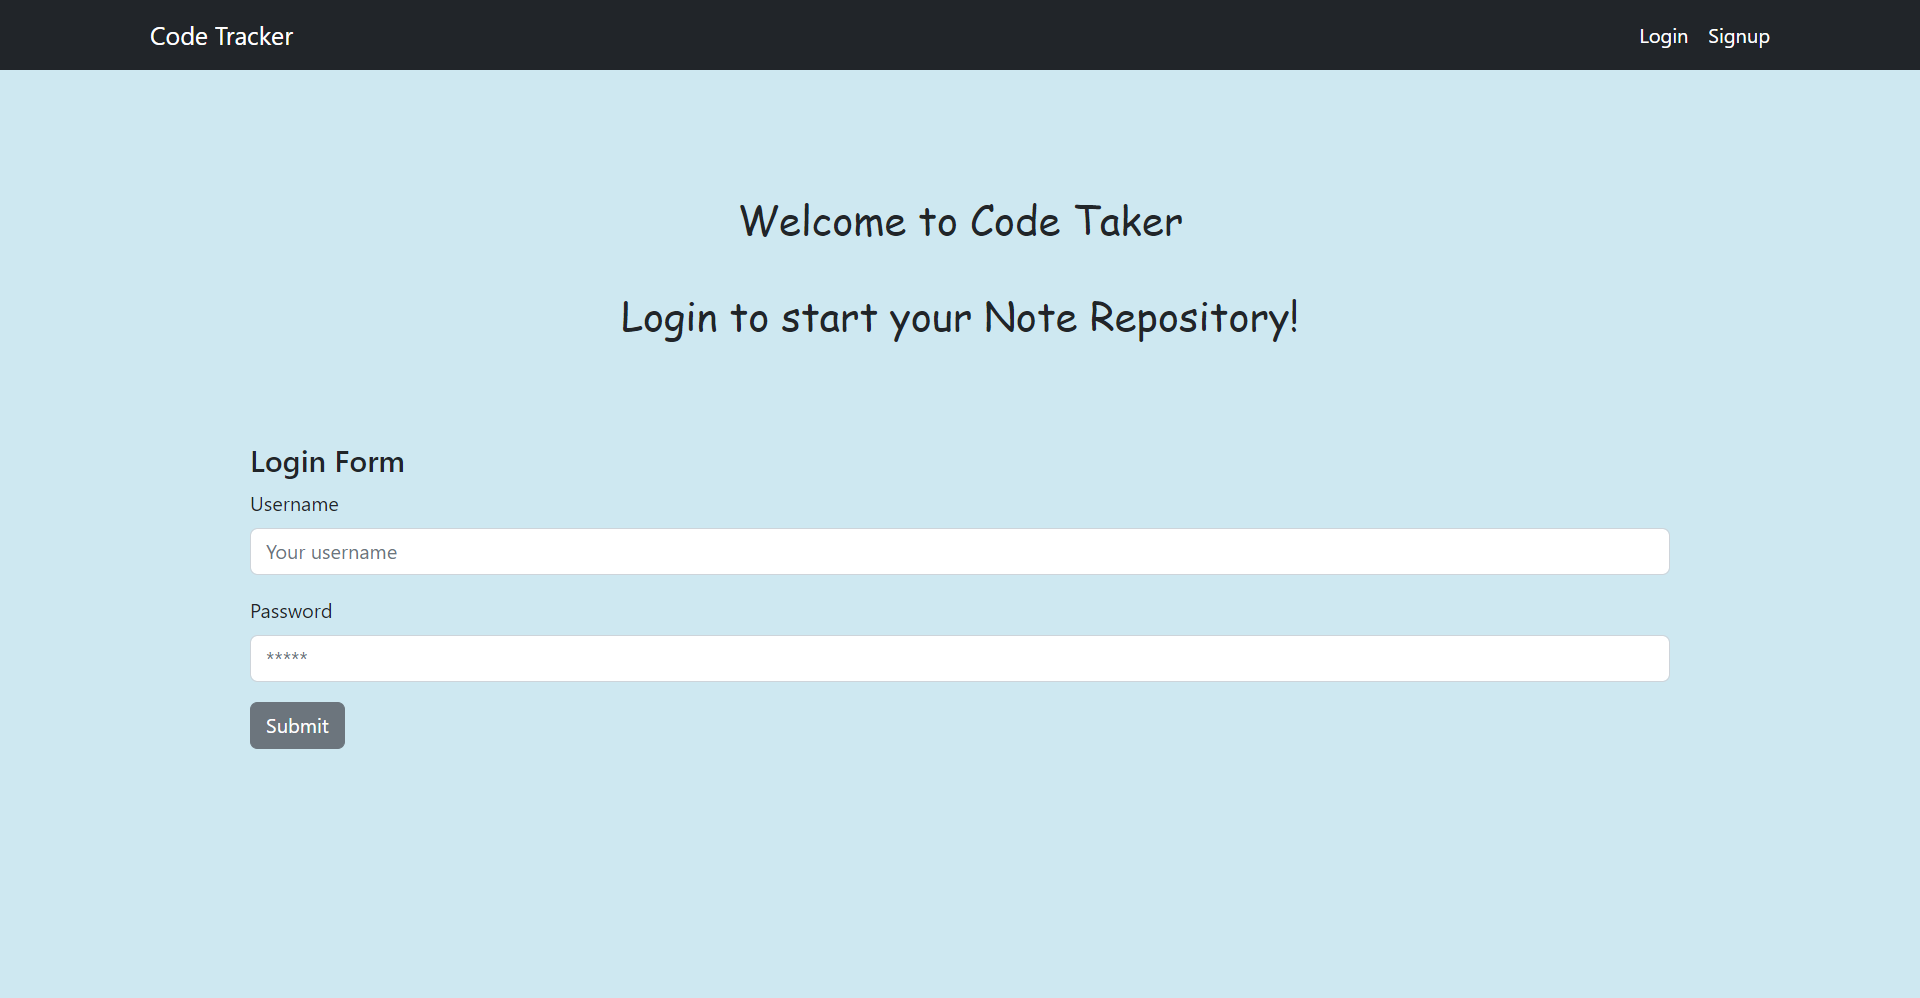 Code Tracker Login Signup
Welcome to Code Taker
Login to start your Note Repository!
Login Form
Username
Your username
Password
*****
Submit